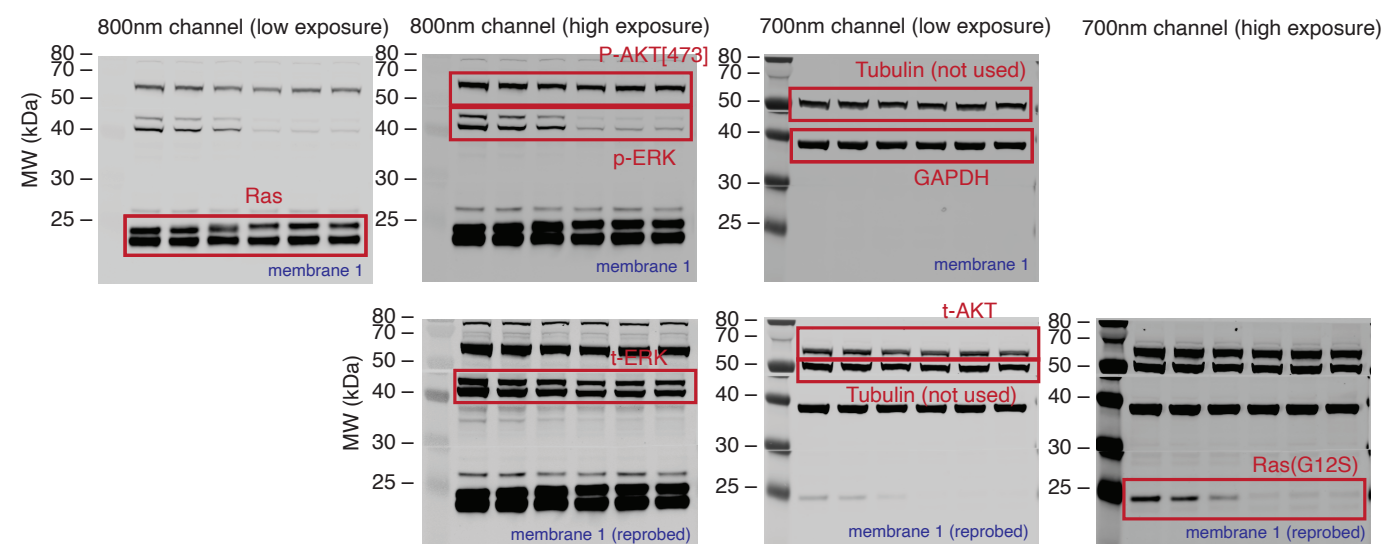 800nm channel (low exposure)
800nm channel (high exposure)
700nm channel (low exposure)
700nm channel (high exposure)
MW (kDa)
80 –
70 –
50 –
40 –
30 –
25 –
Ras
membrane 1
80 –
70 –
50 –
40 –
30 –
25 –
P-AKT[473]
p-ERK
membrane 1
80 –
70 –
50 –
40 –
30 –
25 –
Tubulin (not used)
GAPDH
membrane 1
MW (kDa)
80 –
70 –
50 –
40 –
30 –
25 –
t-ERK
membrane 1 (reprobed)
80 –
70 –
50 –
40 –
30 –
25 –
t-AKT
Tubulin (not used)
membrane 1 (reprobed)
80 –
70 –
50 –
40 –
30 –
25 –
Ras(G12S)
membrane 1 (reprobed)